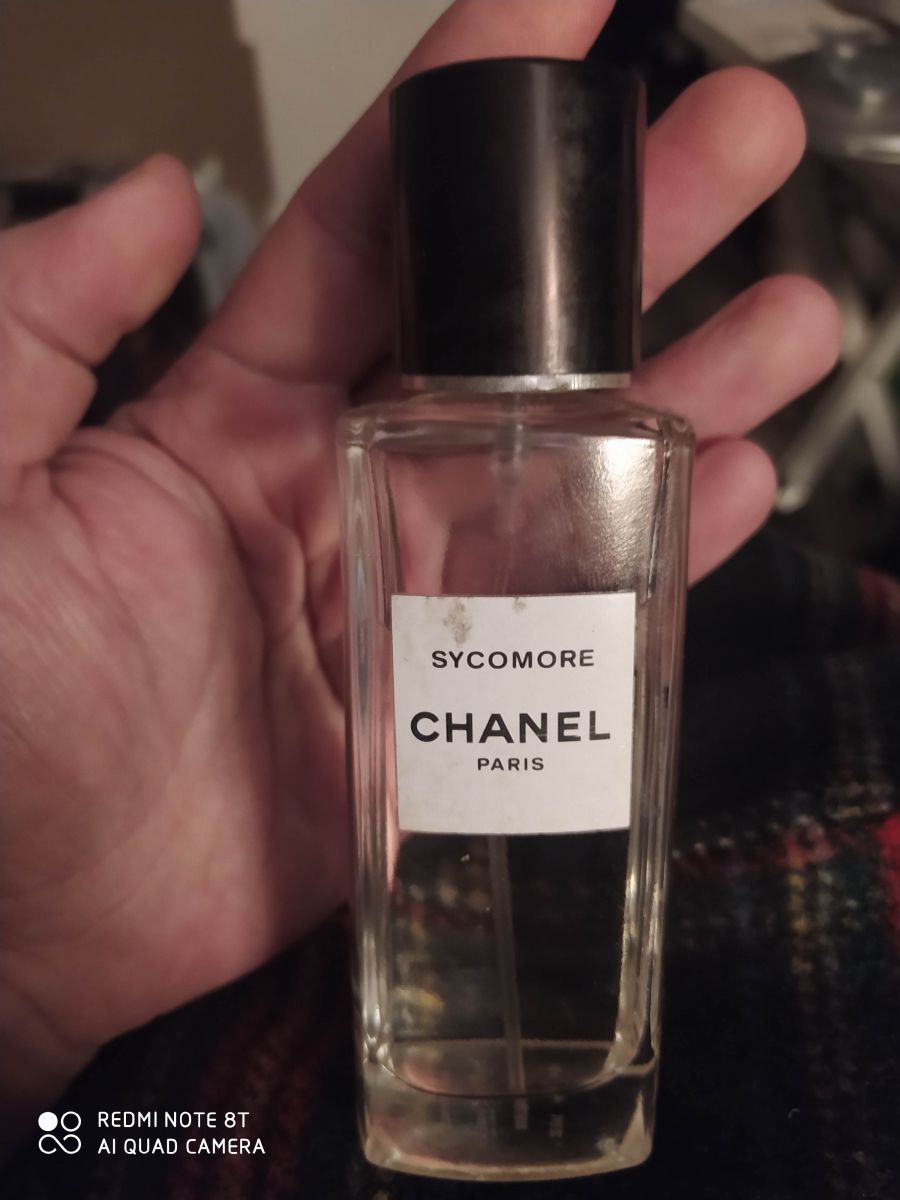 SYCOMORE
CHANEL
PARIS
REDMI NOTE 8T
AI QUAD CAMERA